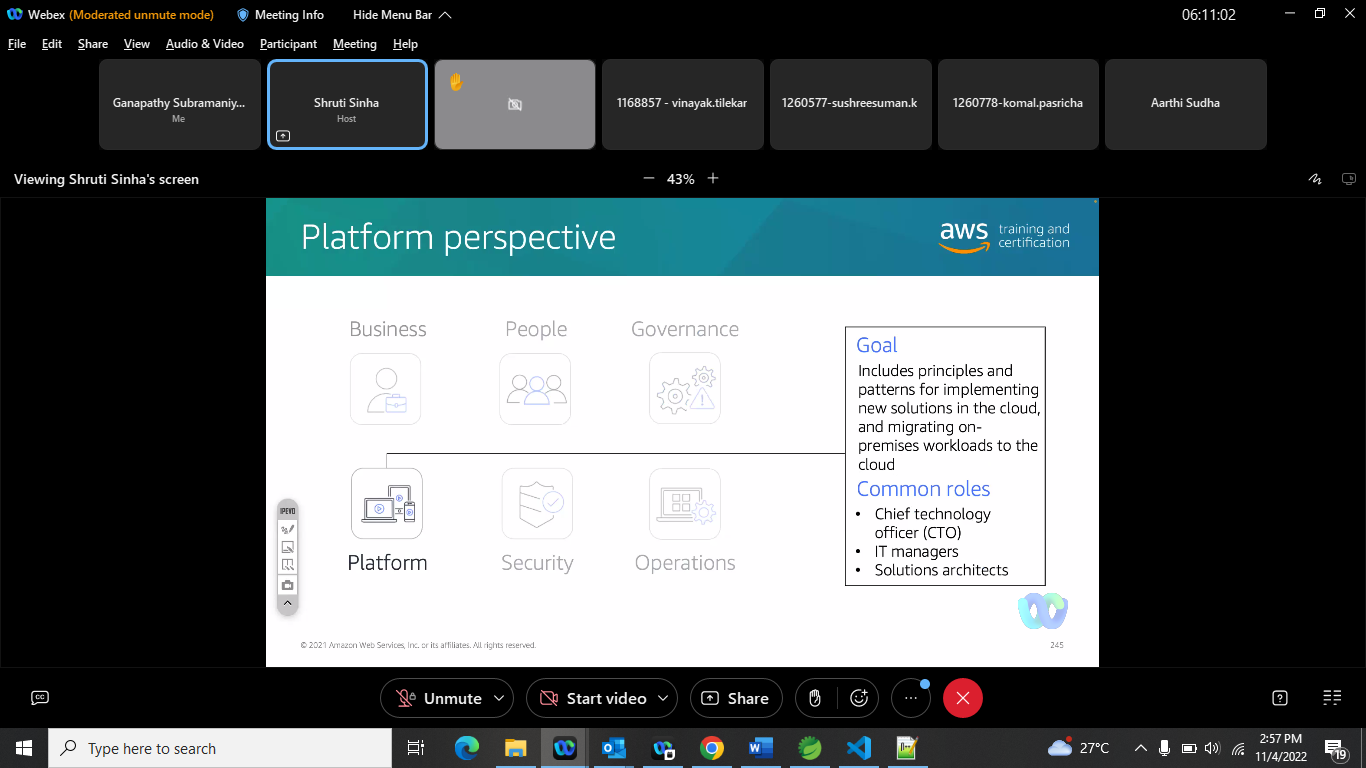 Webex (Moderated unmute mode) Meeting Info Hide Menu Bar 06:11:02
File Edit Share View Audio & Video Participant Meeting Help
Ganapathy Subramaniy...
Me
Shruti Sinha
Host
1168857 - vinayak.tilekar
1260577-sushreesuman.k
1260778-komal.pasricha
Aarthi Sudha
Viewing Shruti Sinha's screen
43%
Platform perspective
aws training and
certification
Business People Governance
Platform Security Operations
Goal
Includes principles and
patterns for implementing
new solutions in the cloud,
and migrating on-
premises workloads to the
cloud
Common roles
• Chief technology
officer (CTO)
• IT managers
• Solutions architects
IPEVO
© 2021 Amazon Web Services, Inc. or its affiliates. All rights reserved.
245
CC
Unmute Start video Share
Type here to search
27°C
2:57 PM
11/4/2022
19